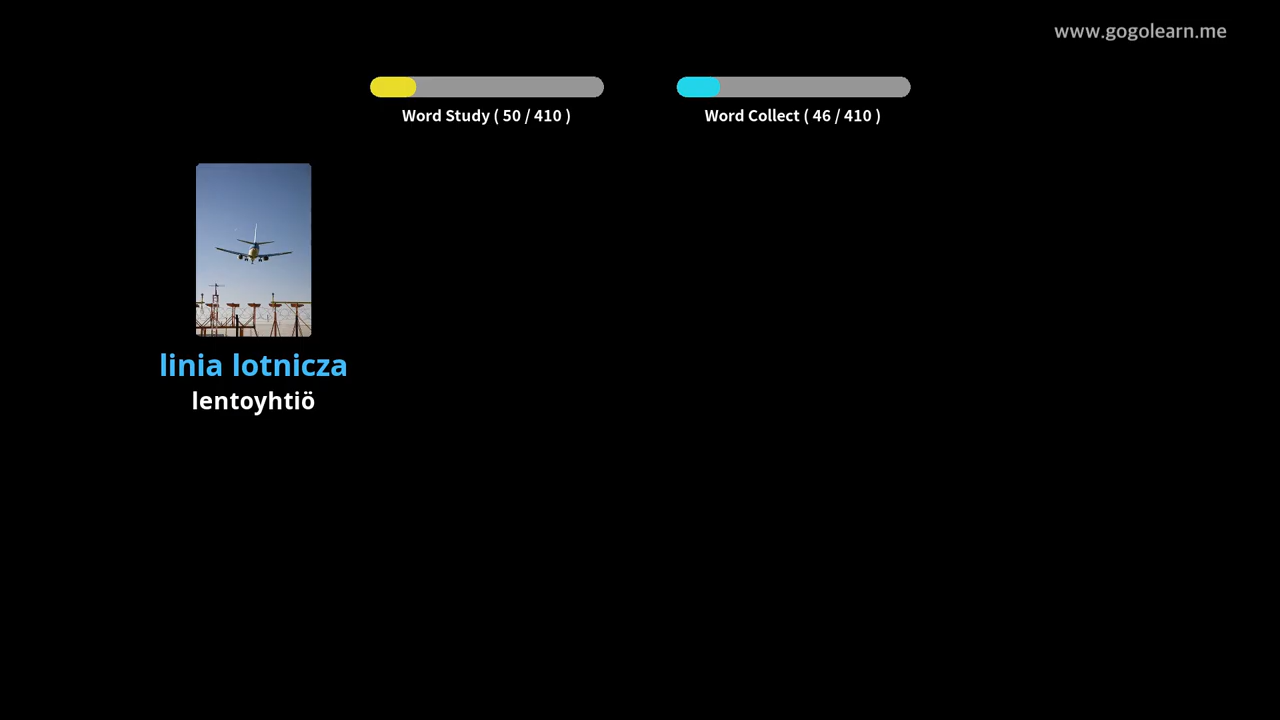 www.gogolearn.me
Word Study ( 50 / 410 )
Word Collect ( 46 / 410 )
linia lotnicza
lentoyhtiö